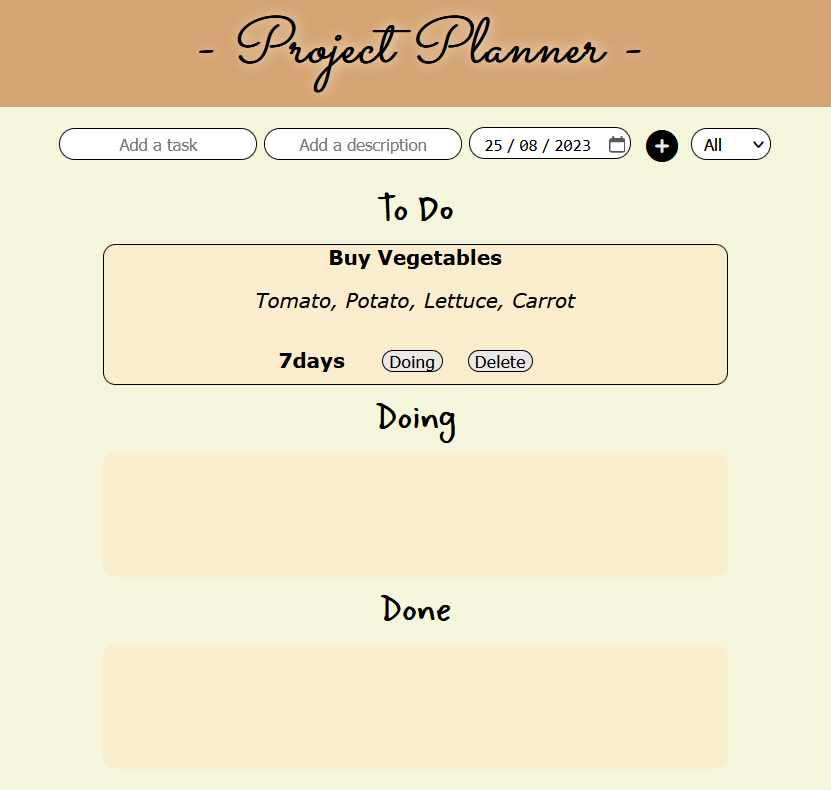 - Project Planner -
Add a task Add a description 25 / 08 / 2023 + All
To Do
Buy Vegetables
Tomato, Potato, Lettuce, Carrot
7days Doing Delete
Doing
Done